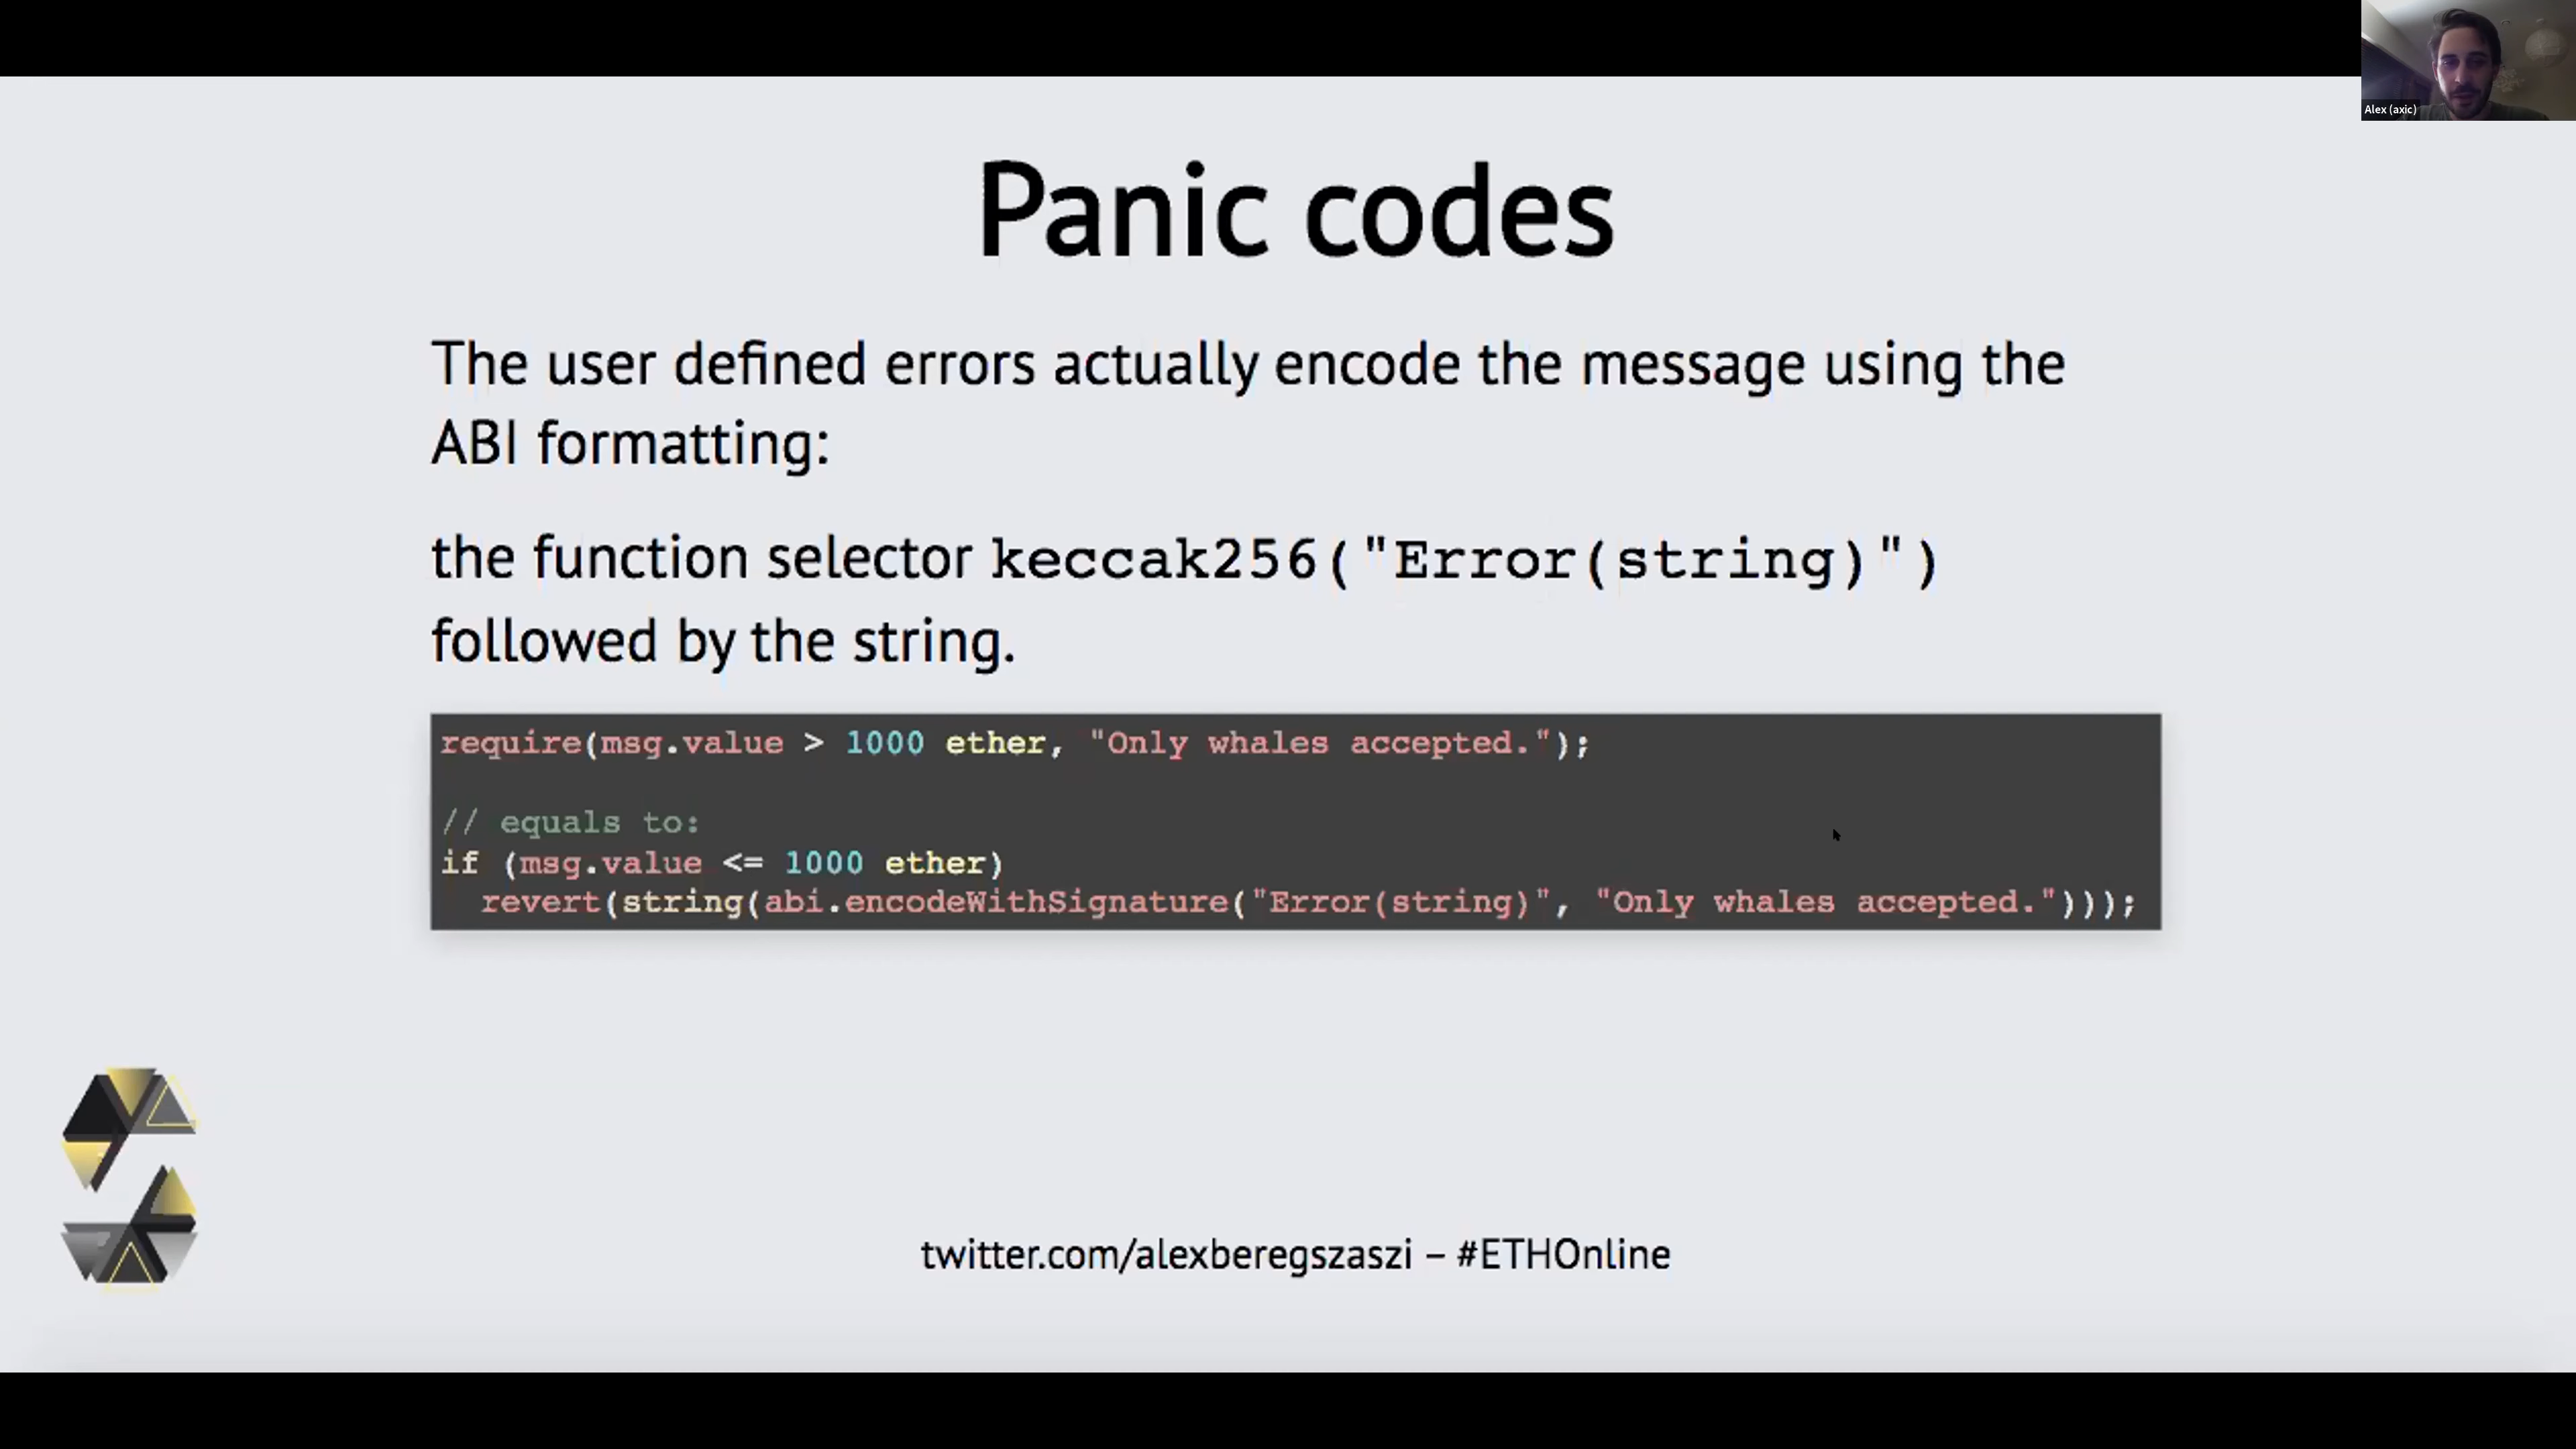 Alex (axic)
Panic codes
The user defined errors actually encode the message using the
ABI formatting:
the function selector keccak256("Error(string)")
followed by the string.
require(msg.value > 1000 ether, "Only whales accepted.");
// equals to:
if (msg.value <= 1000 ether)
  revert(string(abi.encodeWithSignature("Error(string)", "Only whales accepted.")));
twitter.com/alexberegszaszi – #ETHOnline